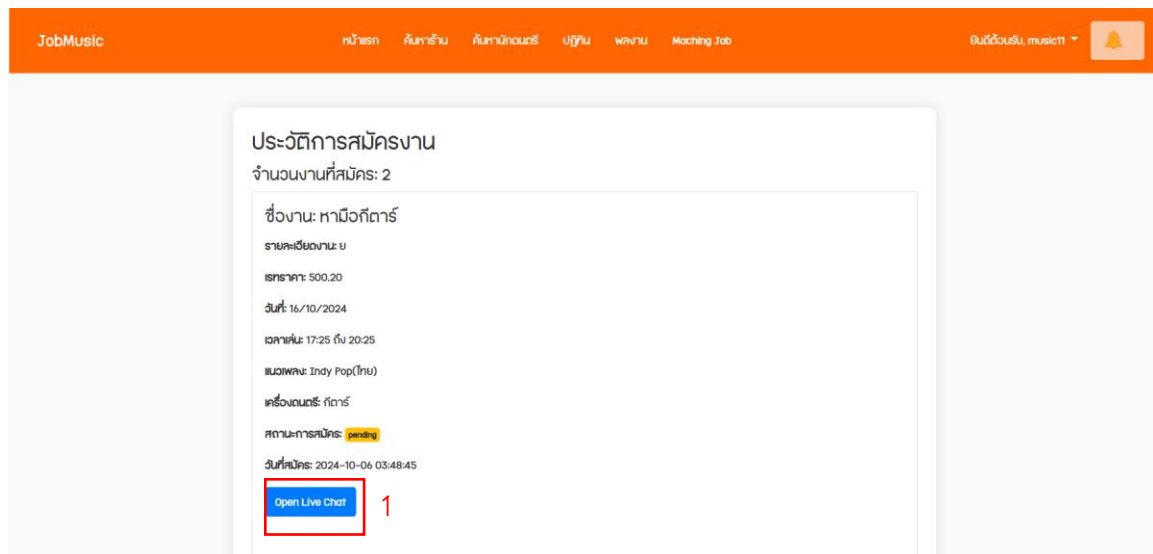 JobMusic หน้าแรก ค้นหาร้าน ค้นหานักดนตรี ปฏิทิน ผลงาน Maching Job ยินดีต้อนรับ, music11
ประวัติการสมัครงาน
จำนวนงานที่สมัคร: 2
ชื่องาน: หามือกีตาร์
รายละเอียดงาน: ย
เรทราคา: 500.20
วันที่: 16/10/2024
เวลาเล่น: 17:25 ถึง 20:25
แนวเพลง: Indy Pop(ไทย)
เครื่องดนตรี: กีตาร์
สถานะการสมัคร: pending
วันที่สมัคร: 2024-10-06 03:48:45
Open Live Chat 1